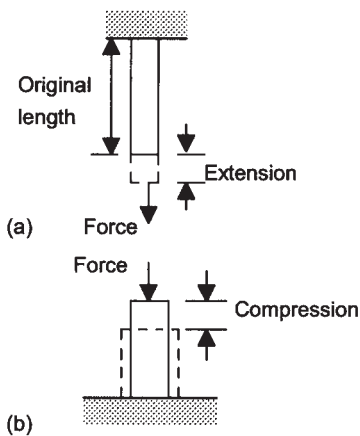 Original
length
Extension
(a)
Force
Force
Compression
(b)